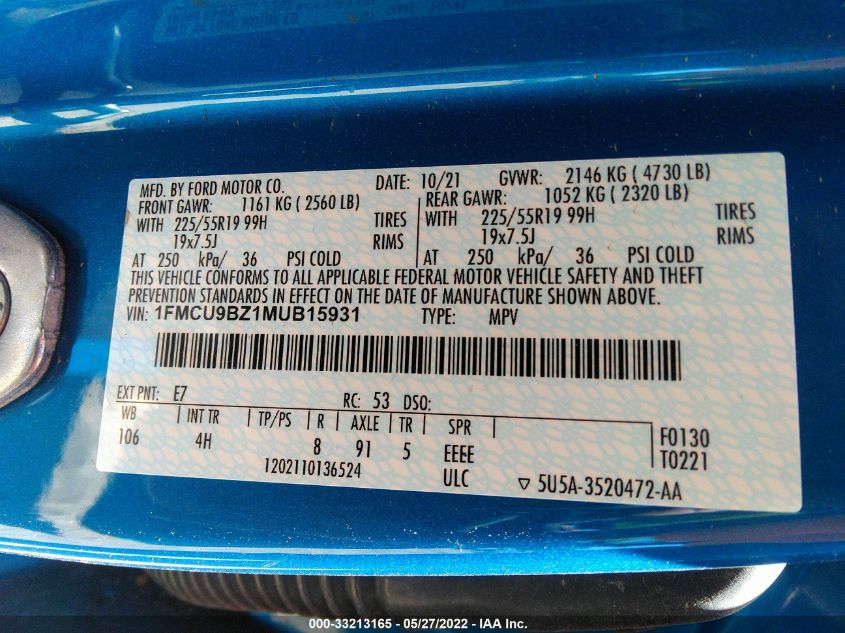 MFD. BY FORD MOTOR CO. DATE: 10/21 GVWR: 2146 KG ( 4730 LB)
FRONT GAWR: 1161 KG ( 2560 LB) REAR GAWR: 1052 KG ( 2320 LB)
WITH 225/55R19 99H TIRES WITH 225/55R19 99H TIRES
19x7.5J RIMS 19x7.5J RIMS
AT 250 kPa/ 36 PSI COLD AT 250 kPa/ 36 PSI COLD
THIS VEHICLE CONFORMS TO ALL APPLICABLE FEDERAL MOTOR VEHICLE SAFETY AND THEFT
PREVENTION STANDARDS IN EFFECT ON THE DATE OF MANUFACTURE SHOWN ABOVE.
VIN: 1FMCU9BZ1MUB15931 TYPE: MPV
EXT PNT: E7 RC: 53 DSO:
WB INT TR TP/PS R AXLE TR SPR F0130
106 4H 8 91 5 EEEE T0221
1202110136524 ULC ▽ 5U5A-3520472-AA
000-33213165 - 05/27/2022 - IAA Inc.